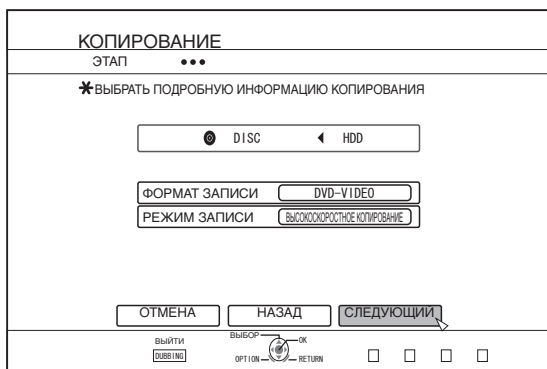 КОПИРОВАНИЕ
ЭТАП
ВЫБРАТЬ ПОДРОБНУЮ ИНФОРМАЦИЮ КОПИРОВАНИЯ
DISC HDD
ФОРМАТ ЗАПИСИ DVD-VIDEO
РЕЖИМ ЗАПИСИ ВЫСОКОСКОРОСТНОЕ КОПИРОВАНИЕ
ОТМЕНА НАЗАД СЛЕДУЮЩИЙ
ВЫЙТИ ВЫБОР OK
DUBBING OPTION RETURN